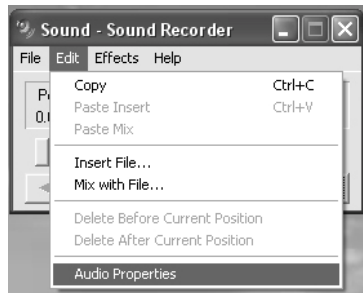 Sound - Sound Recorder
File Edit Effects Help
Copy Ctrl+C
Paste Insert Ctrl+V
Paste Mix
Insert File...
Mix with File...
Delete Before Current Position
Delete After Current Position
Audio Properties